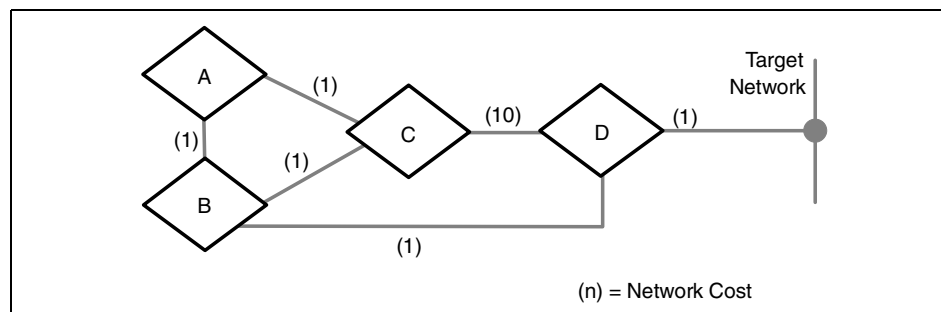 A
(1)
Target
Network
(1)
C
(10)
D
(1)
(1)
B
(1)
(n) = Network Cost